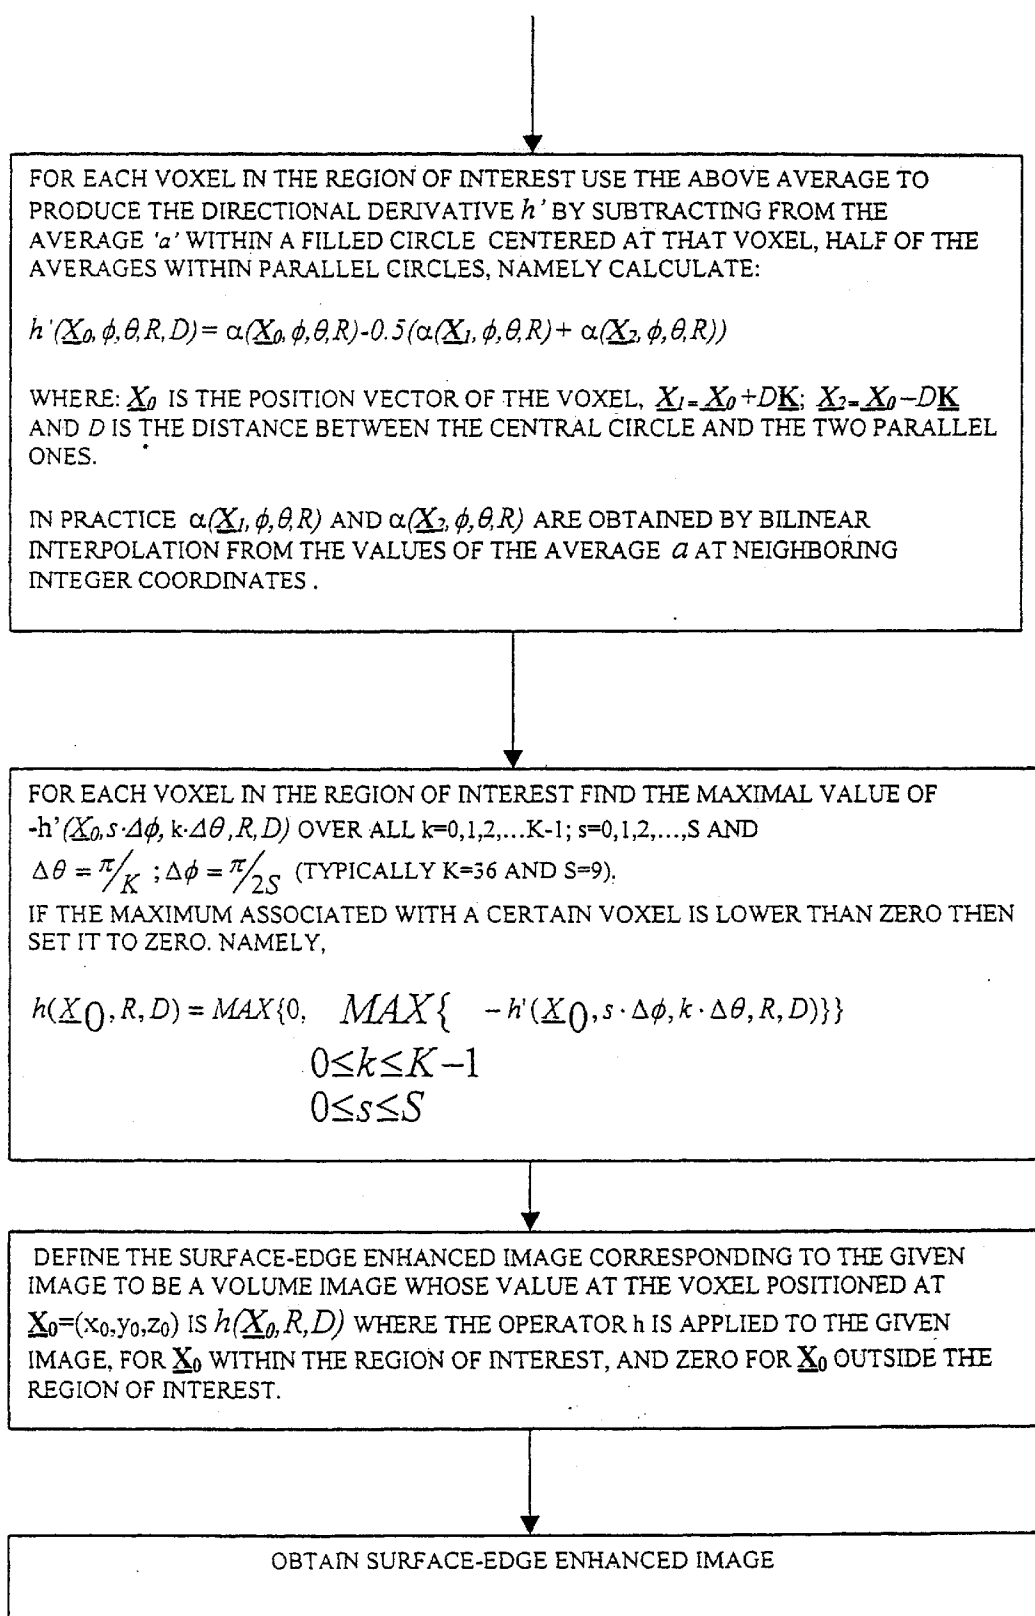 FOR EACH VOXEL IN THE REGION OF INTEREST USE THE ABOVE AVERAGE TO
PRODUCE THE DIRECTIONAL DERIVATIVE h' BY SUBTRACTING FROM THE
AVERAGE 'a' WITHIN A FILLED CIRCLE CENTERED AT THAT VOXEL, HALF OF THE
AVERAGES WITHIN PARALLEL CIRCLES, NAMELY CALCULATE:
h'(X0, ϕ, θ, R, D) = α(X0, ϕ, θ, R)-0.5(α(X1, ϕ, θ, R) + α(X2, ϕ, θ, R))
WHERE: X0 IS THE POSITION VECTOR OF THE VOXEL, X1 = X0 + DK; X2 = X0 – DK
AND D IS THE DISTANCE BETWEEN THE CENTRAL CIRCLE AND THE TWO PARALLEL
ONES.
IN PRACTICE α(X1, ϕ, θ, R) AND α(X2, ϕ, θ, R) ARE OBTAINED BY BILINEAR
INTERPOLATION FROM THE VALUES OF THE AVERAGE a AT NEIGHBORING
INTEGER COORDINATES .
FOR EACH VOXEL IN THE REGION OF INTEREST FIND THE MAXIMAL VALUE OF
-h'(X0, s·Δϕ, k·Δθ, R, D) OVER ALL k=0,1,2,...K-1; s=0,1,2,...,S AND
Δθ = π/K ; Δϕ = π/2S (TYPICALLY K=36 AND S=9).
IF THE MAXIMUM ASSOCIATED WITH A CERTAIN VOXEL IS LOWER THAN ZERO THEN
SET IT TO ZERO. NAMELY,
h(X0, R, D) = MAX{0, MAX{ -h'(X0, s·Δϕ, k·Δθ, R, D)}}
0≤k≤K–1
0≤s≤S
DEFINE THE SURFACE-EDGE ENHANCED IMAGE CORRESPONDING TO THE GIVEN
IMAGE TO BE A VOLUME IMAGE WHOSE VALUE AT THE VOXEL POSITIONED AT
X0=(x0,y0,z0) IS h(X0, R, D) WHERE THE OPERATOR h IS APPLIED TO THE GIVEN
IMAGE, FOR X0 WITHIN THE REGION OF INTEREST, AND ZERO FOR X0 OUTSIDE THE
REGION OF INTEREST.
OBTAIN SURFACE-EDGE ENHANCED IMAGE